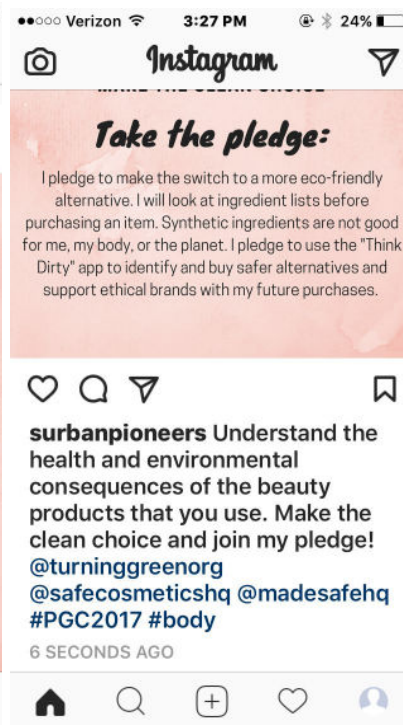 Verizon 3:27 PM 24%
Instagram
Take the pledge:
I pledge to make the switch to a more eco-friendly
alternative. I will look at ingredient lists before
purchasing an item. Synthetic ingredients are not good
for me, my body, or the planet. I pledge to use the "Think
Dirty" app to identify and buy safer alternatives and
support ethical brands with my future purchases.
surbanpioneers Understand the
health and environmental
consequences of the beauty
products that you use. Make the
clean choice and join my pledge!
@turninggreenorg
@safecosmeticshq @madesafehq
#PGC2017 #body
6 SECONDS AGO